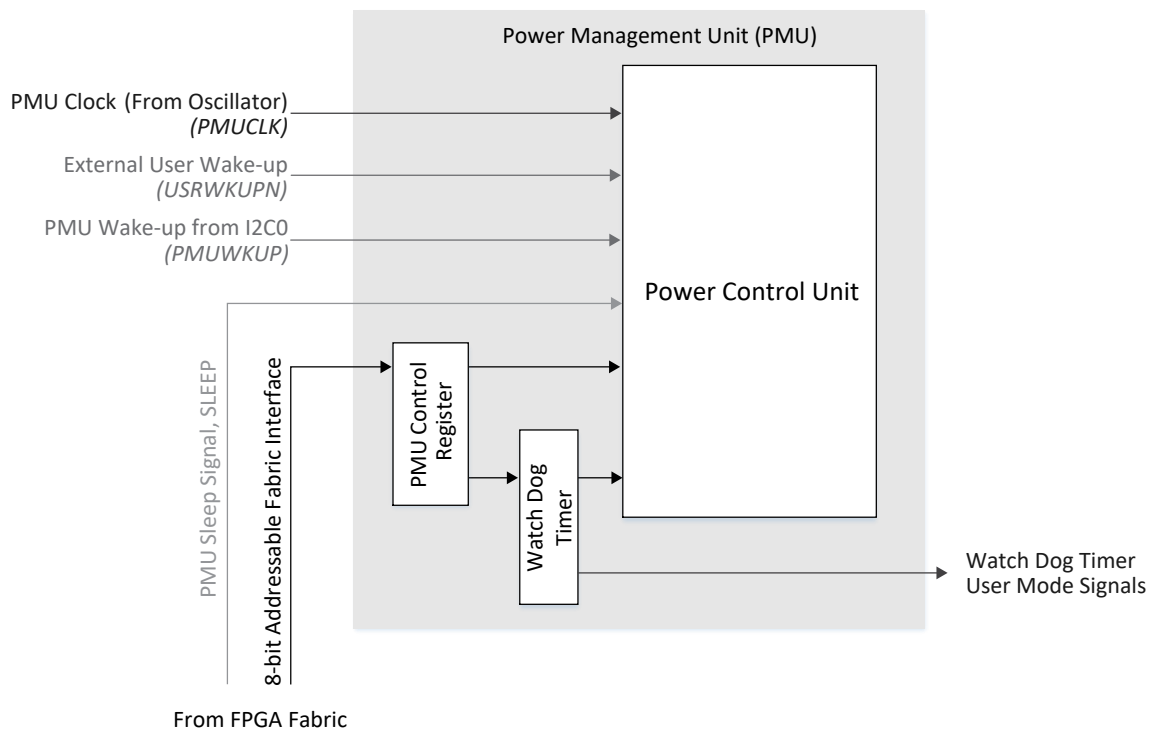 Power Management Unit (PMU)
PMU Clock (From Oscillator)
(PMUCLK)
External User Wake-up
(USRWKUPN)
PMU Wake-up from I2C0
(PMUWKUP)
Power Control Unit
PMU Sleep Signal, SLEEP
8-bit Addressable Fabric Interface
PMU Control
Register
Watch Dog
Timer
Watch Dog Timer
User Mode Signals
From FPGA Fabric